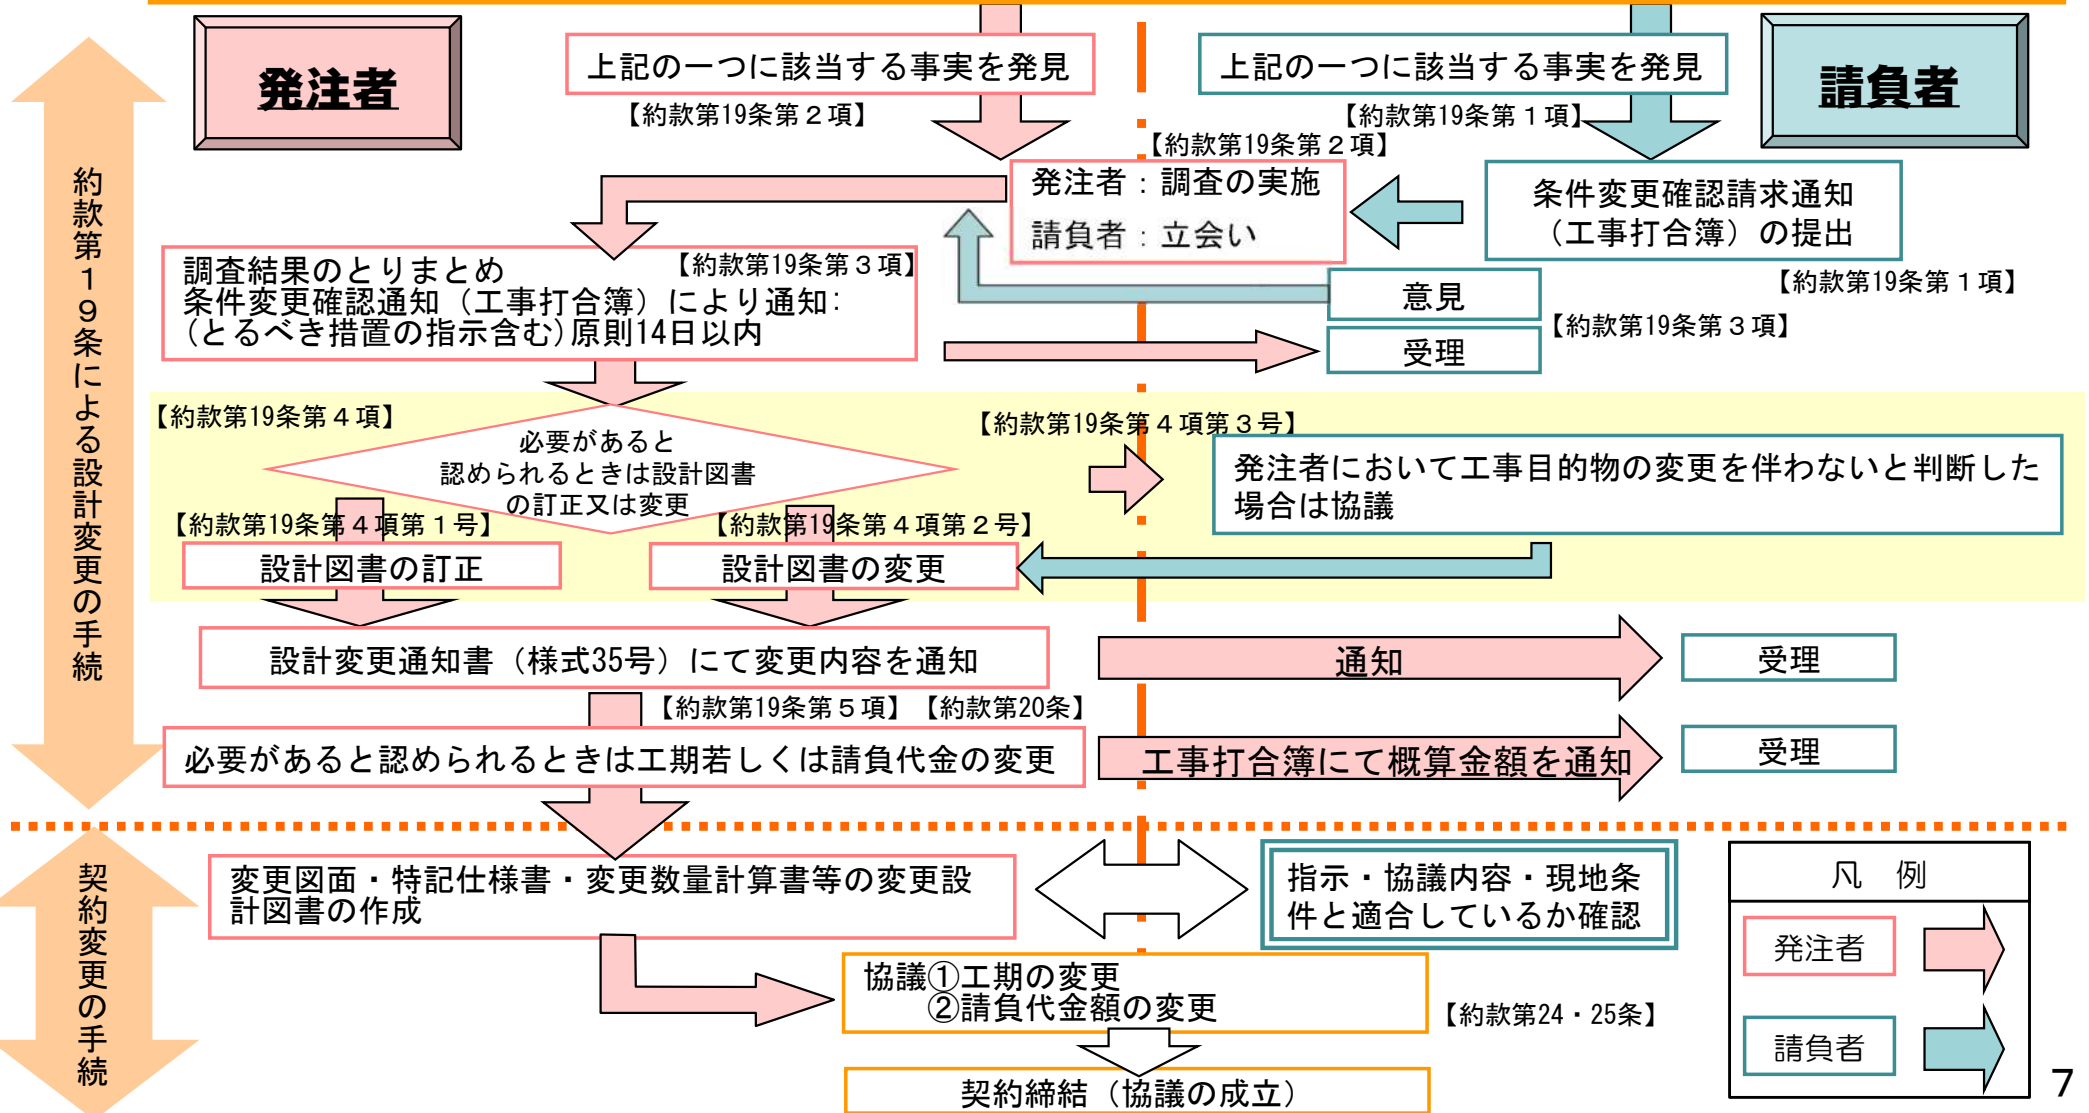 発注者
請負者
上記の一つに該当する事実を発見
【約款第19条第２項】
上記の一つに該当する事実を発見
【約款第19条第１項】
【約款第19条第２項】
発注者：調査の実施
請負者：立会い
条件変更確認請求通知
（工事打合簿）の提出
【約款第19条第１項】
調査結果のとりまとめ
【約款第19条第３項】
条件変更確認通知（工事打合簿）により通知：
(とるべき措置の指示含む)原則14日以内
意見
【約款第19条第３項】
受理
【約款第19条第４項】
必要があると
認められるときは設計図書
の訂正又は変更
【約款第19条第４項第３号】
発注者において工事目的物の変更を伴わないと判断した
場合は協議
【約款第19条第４項第１号】
【約款第19条第４項第２号】
設計図書の訂正
設計図書の変更
設計変更通知書（様式35号）にて変更内容を通知
通知
受理
【約款第19条第５項】【約款第20条】
必要があると認められるときは工期若しくは請負代金の変更
工事打合簿にて概算金額を通知
受理
約款第１９条による設計変更の手続
契約変更の手続
変更図面・特記仕様書・変更数量計算書等の変更設
計図書の作成
指示・協議内容・現地条
件と適合しているか確認
協議①工期の変更
②請負代金額の変更
【約款第24・25条】
契約締結（協議の成立）
凡 例
発注者
請負者
7